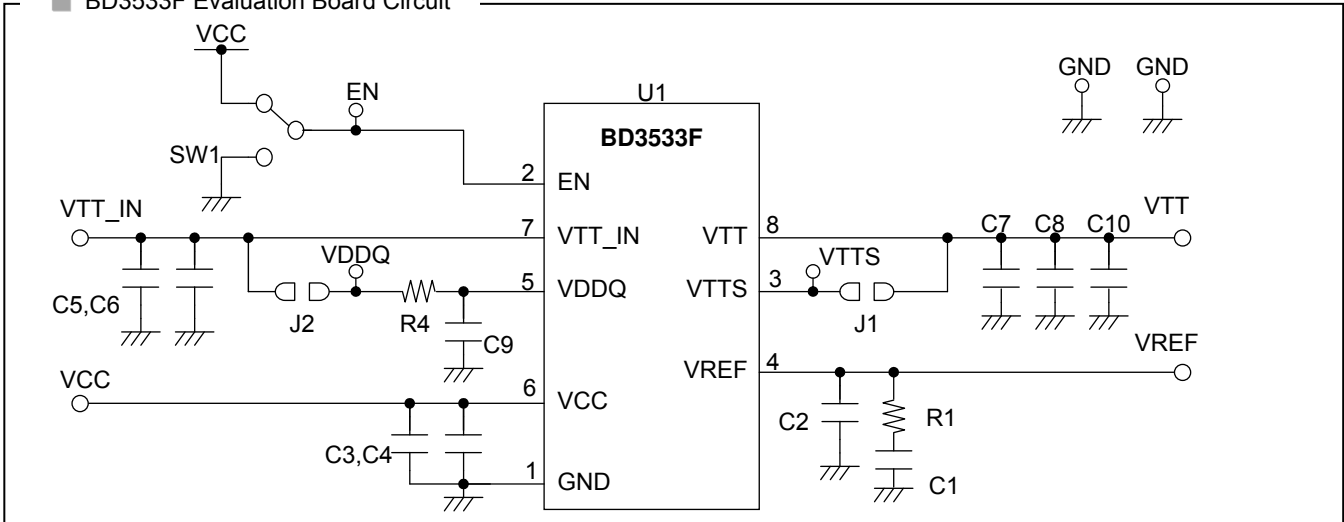 BD3533F Evaluation Board Circuit
VCC
GND GND
EN
U1
BD3533F
SW1
2 EN
VTT_IN
7 VTT_IN
VTT 8
C7 C8 C10
VTT
VDDQ
5 VDDQ
VTTS 3
VTTS
C5,C6
J2
R4
C9
J1
VREF
VREF 4
VCC
6 VCC
C2
R1
C3,C4
1 GND
C1